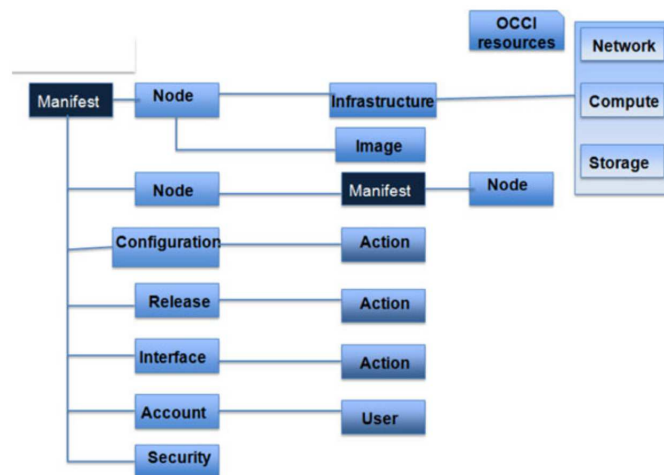 OCCI
resources
Network
Manifest
Node
Infrastructure
Compute
Image
Storage
Node
Manifest
Node
Configuration
Action
Release
Action
Interface
Action
Account
User
Security